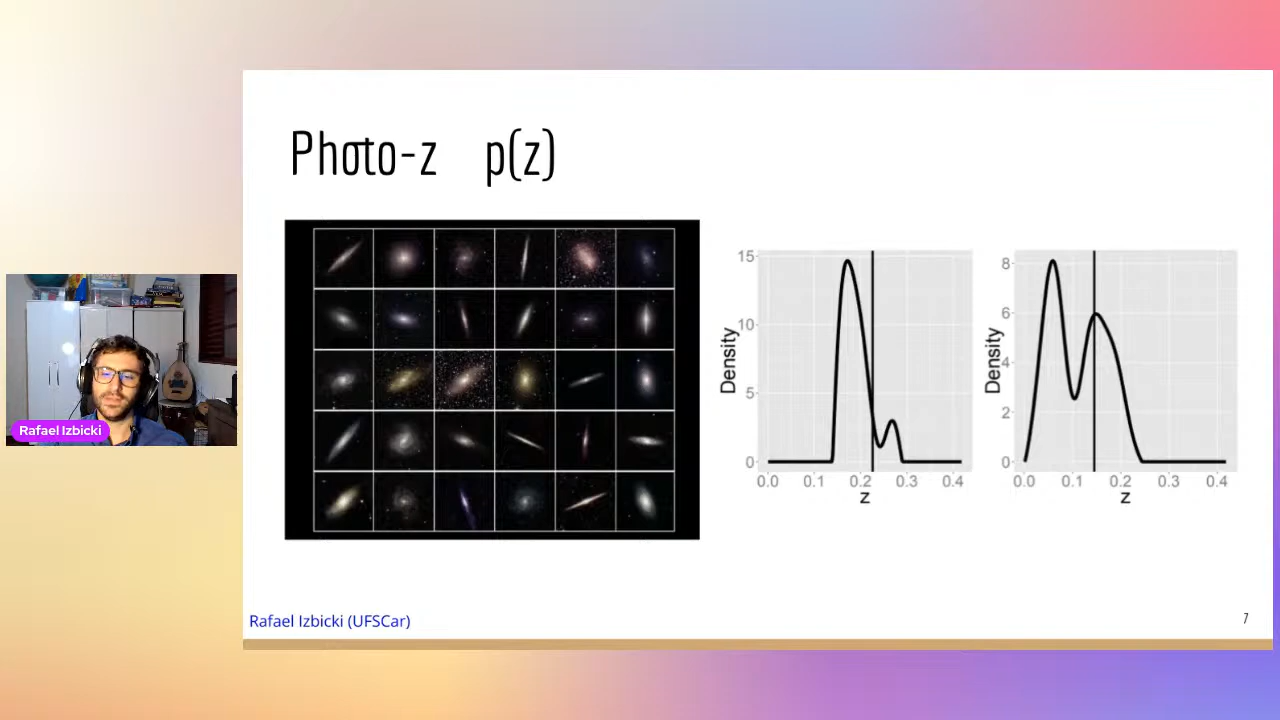 Photo-z p(z)
15
10
5
0
Density
0.0 0.1 0.2 0.3 0.4
z
8
6
4
2
0
Density
0.0 0.1 0.2 0.3 0.4
z
Rafael Izbicki
Rafael Izbicki (UFSCar)
7